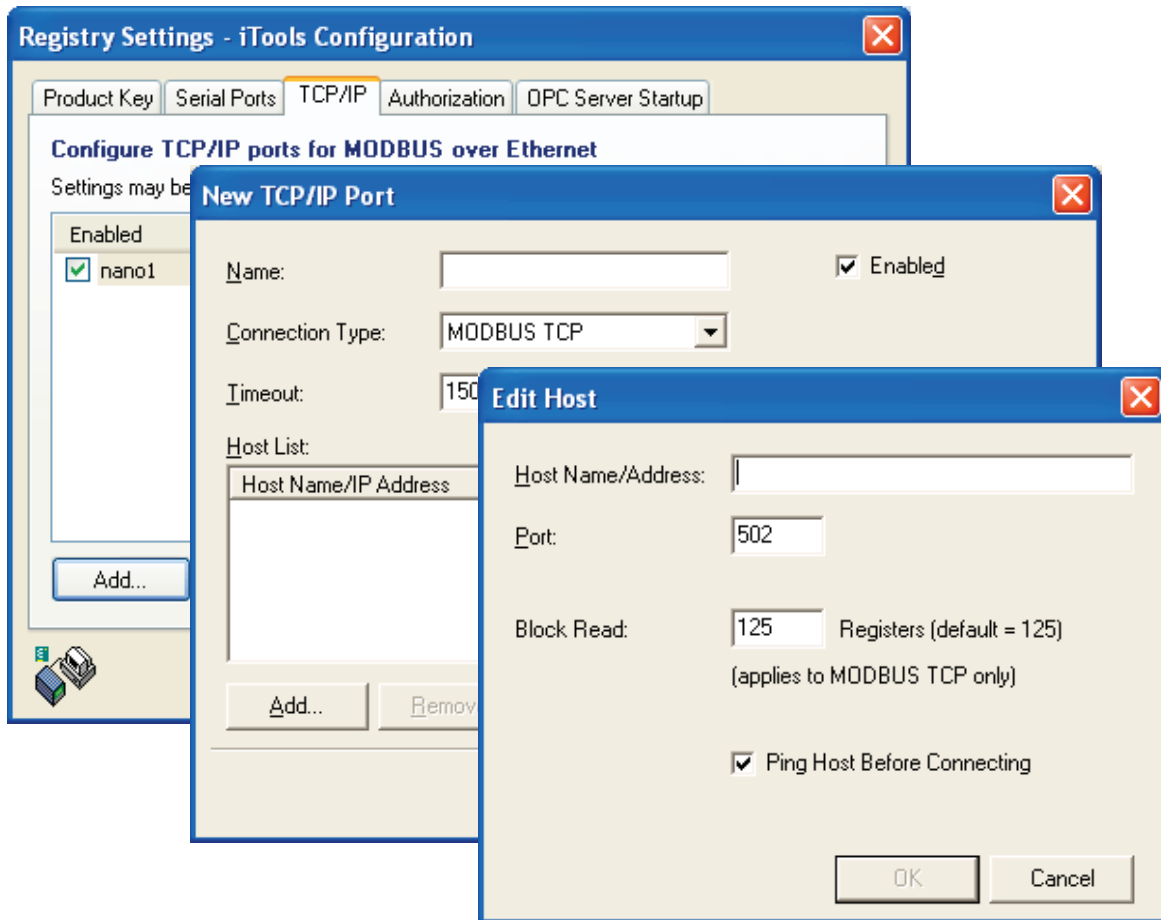 Registry Settings - iTools Configuration
Product Key Serial Ports TCP/IP Authorization OPC Server Startup
Configure TCP/IP ports for MODBUS over Ethernet
Settings may be
Enabled
nano1
Add...
New TCP/IP Port
Name:
Enabled
Connection Type: MODBUS TCP
Timeout: 150
Host List:
Host Name/IP Address
Add... Remov
Edit Host
Host Name/Address:
Port: 502
Block Read: 125 Registers (default = 125)
(applies to MODBUS TCP only)
Ping Host Before Connecting
OK Cancel